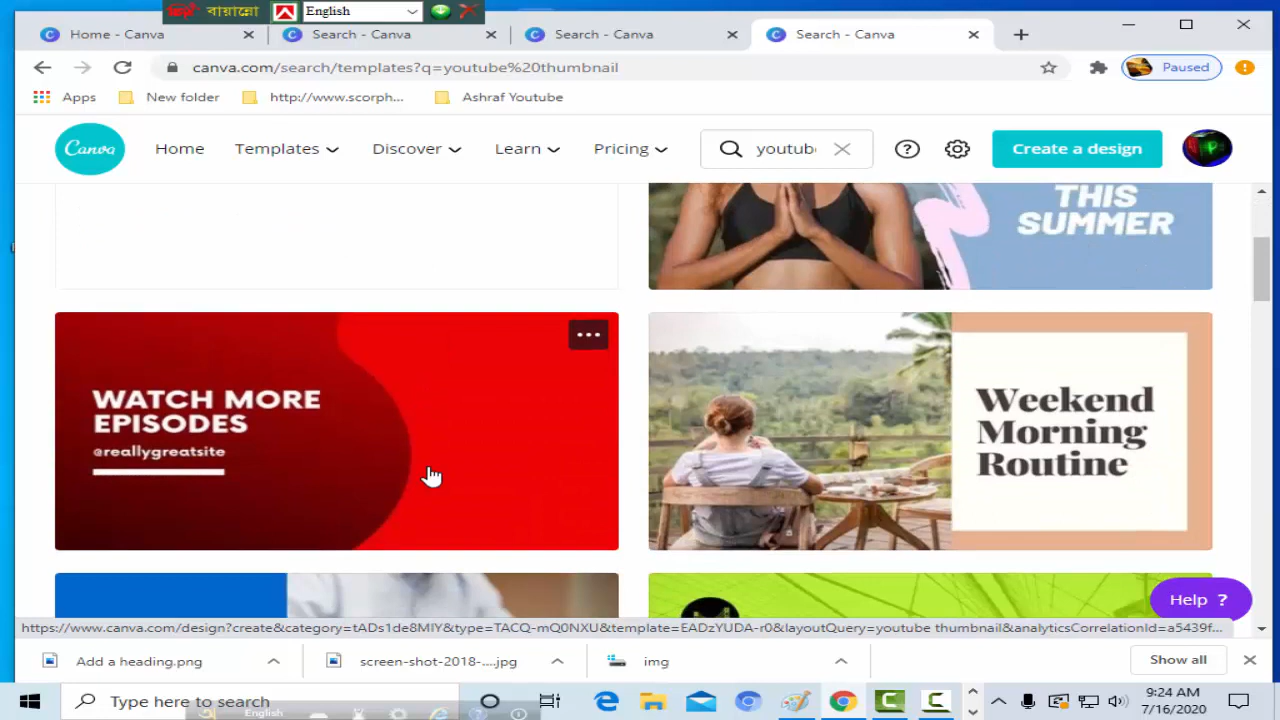 বায়ান্নো
English
Home - Canva
Search - Canva
Search - Canva
Search - Canva
canva.com/search/templates?q=youtube%20thumbnail
Paused
Apps
New folder
http://www.scorph...
Ashraf Youtube
Canva
Home
Templates
Discover
Learn
Pricing
youtub
Create a design
THIS
SUMMER
WATCH MORE
EPISODES
@reallygreatsite
Weekend
Morning
Routine
Help ?
https://www.canva.com/design?create&category=tADs1de8MIY&type=TACQ-mQ0NXU&template=EADzYUDA-r0&layoutQuery=youtube thumbnail&analyticsCorrelationId=a5439f...
Add a heading.png
screen-shot-2018-....jpg
img
Show all
Type here to search
English
9:24 AM
7/16/2020